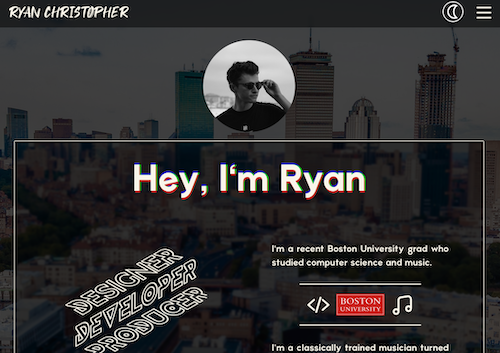 RYAN CHRISTOPHER
Hey, I'm Ryan
I'm a recent Boston University grad who
studied computer science and music.
DESIGNER
DEVELOPER
PRODUCER
BOSTON
UNIVERSITY
I'm a classically trained musician turned